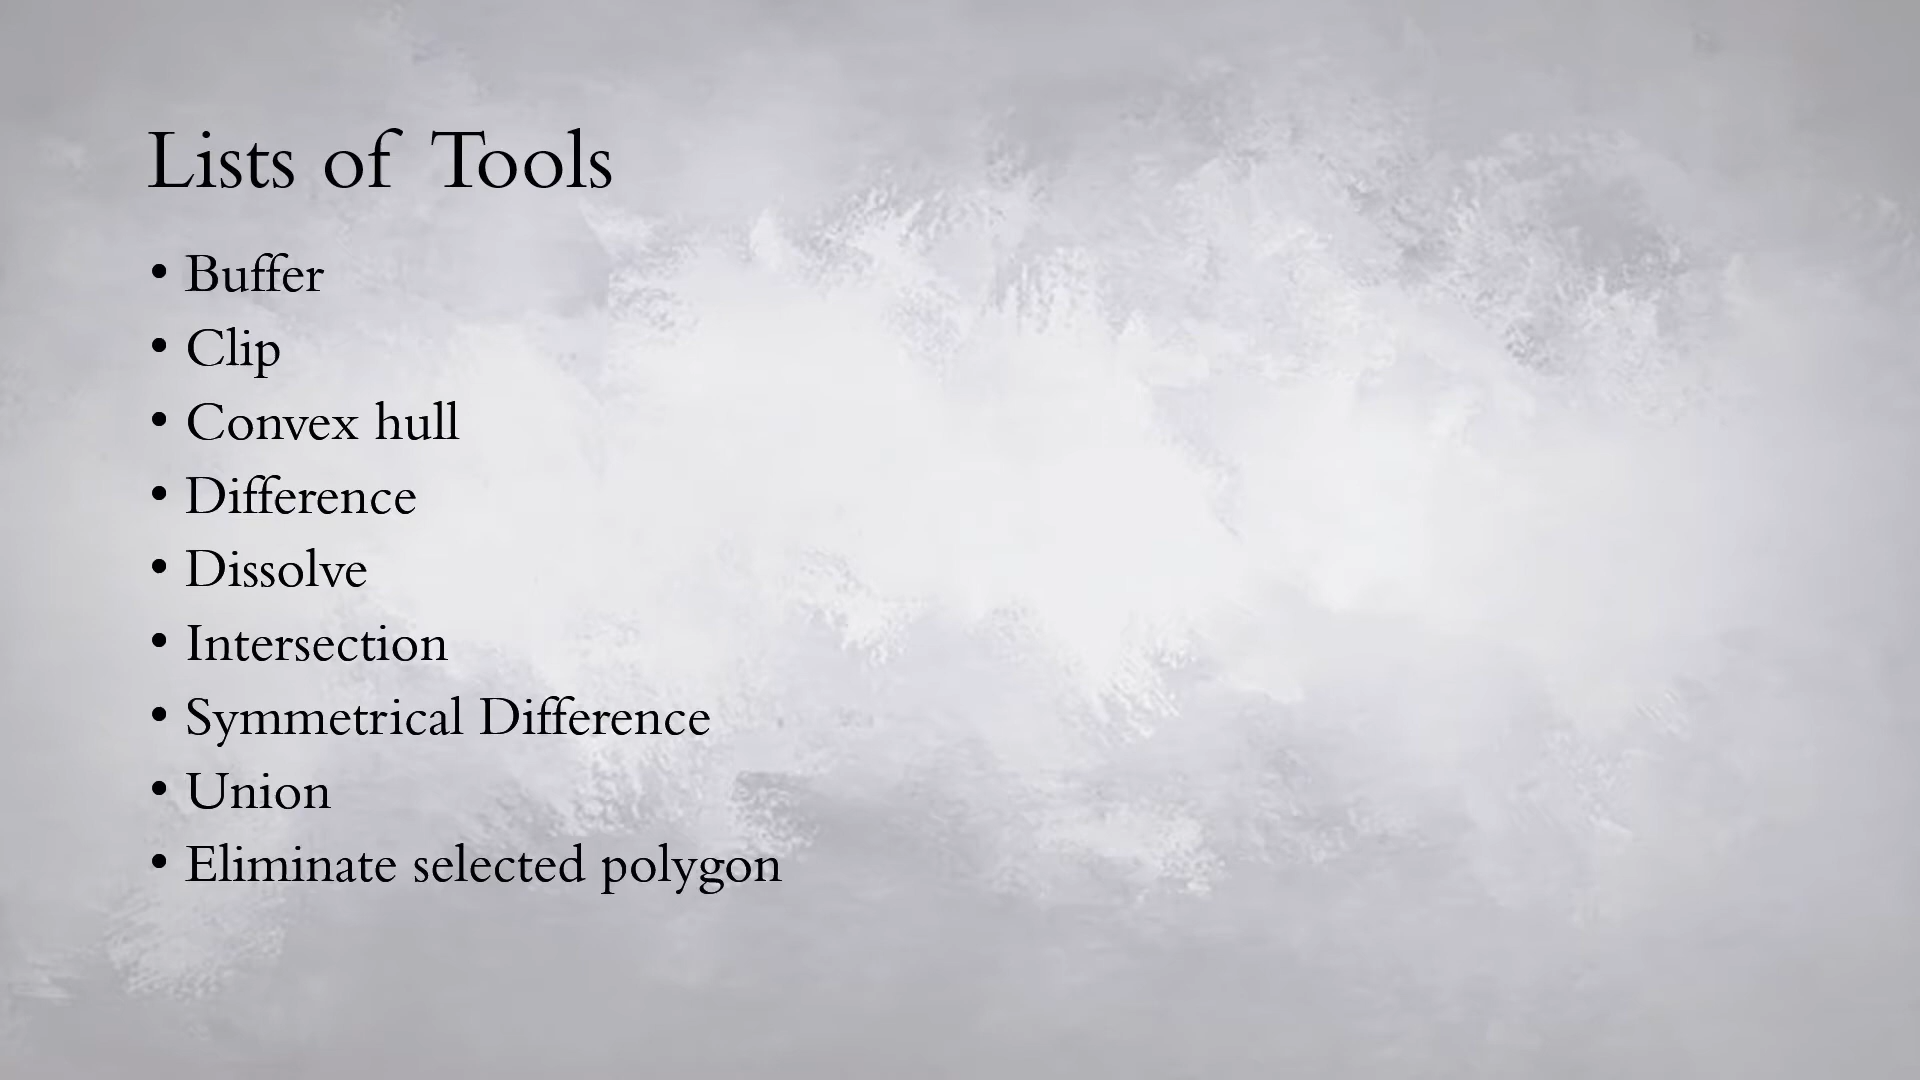 Lists of Tools
• Buffer
• Clip
• Convex hull
• Difference
• Dissolve
• Intersection
• Symmetrical Difference
• Union
• Eliminate selected polygon